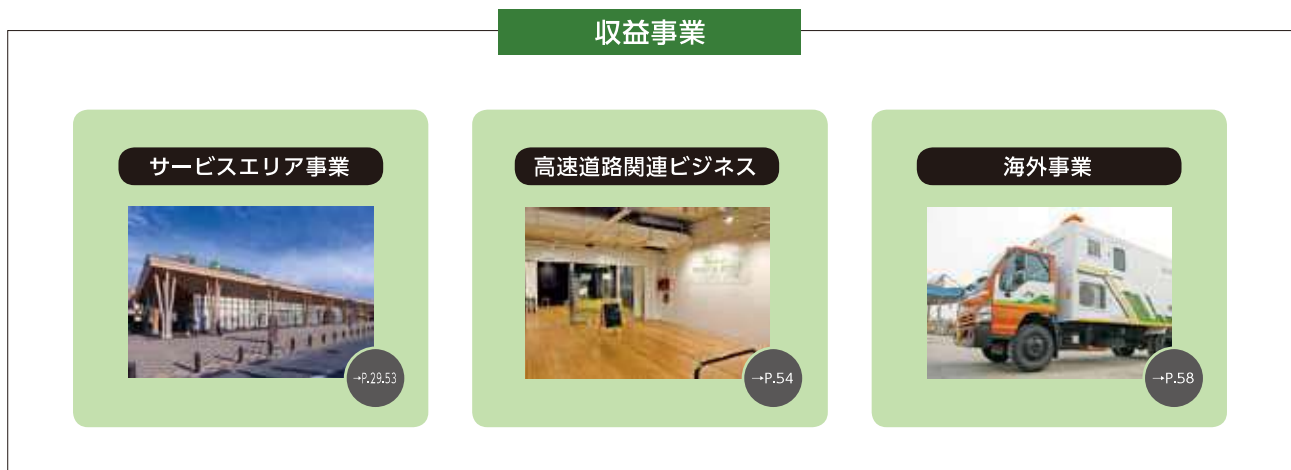 収益事業
サービスエリア事業
高速道路関連ビジネス
海外事業
→P.29.53
→P.54
→P.58